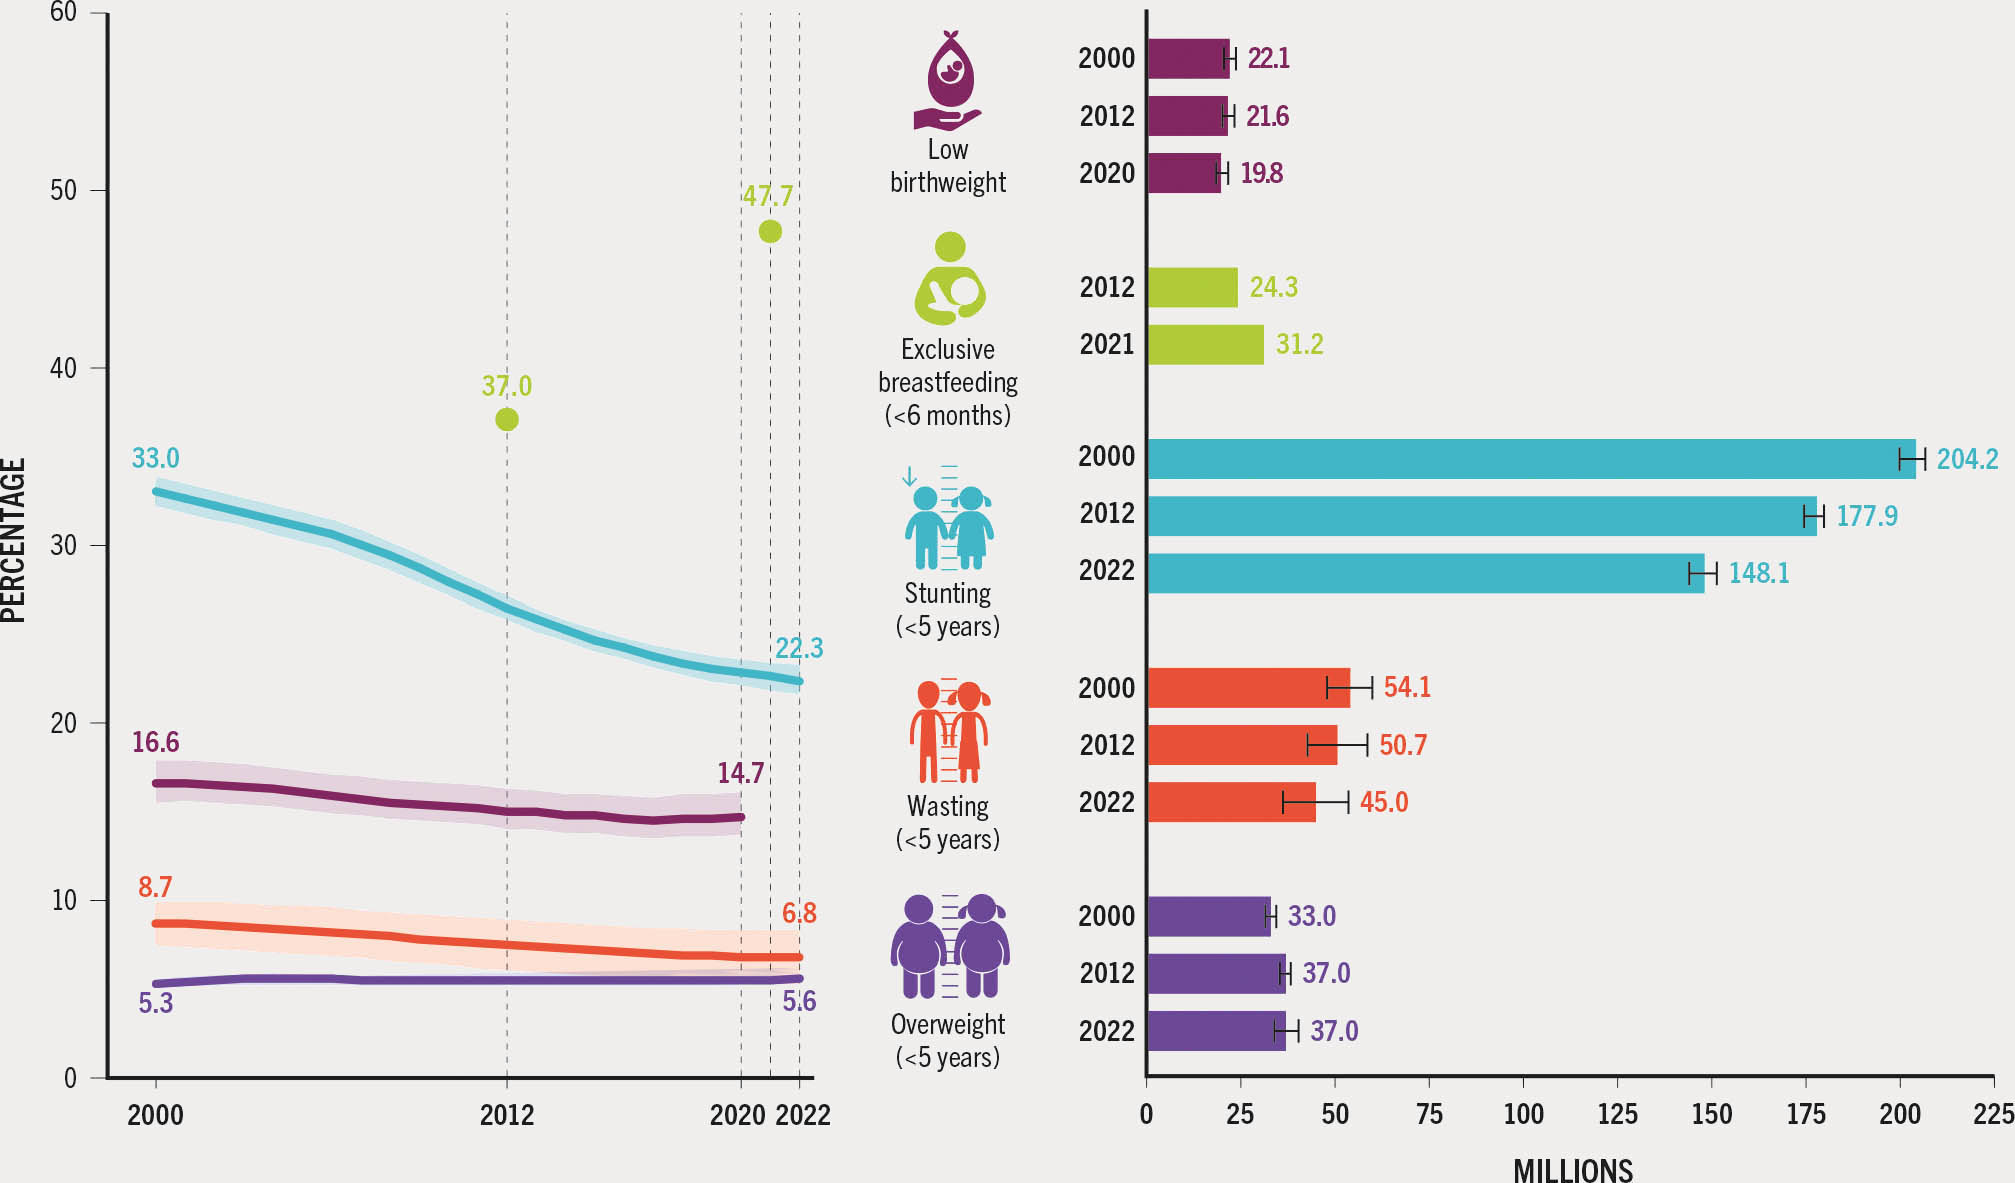 PERCENTAGE
60
50
40
30
20
10
0
47.7
37.0
33.0
22.3
16.6
14.7
8.7
6.8
5.3
5.6
2000
2012
2020
2022
Low
birthweight
Exclusive
breastfeeding
(<6 months)
Stunting
(<5 years)
Wasting
(<5 years)
Overweight
(<5 years)
2000 22.1
2012 21.6
2020 19.8
2012 24.3
2021 31.2
2000 204.2
2012 177.9
2022 148.1
2000 54.1
2012 50.7
2022 45.0
2000 33.0
2012 37.0
2022 37.0
0 25 50 75 100 125 150 175 200 225
MILLIONS